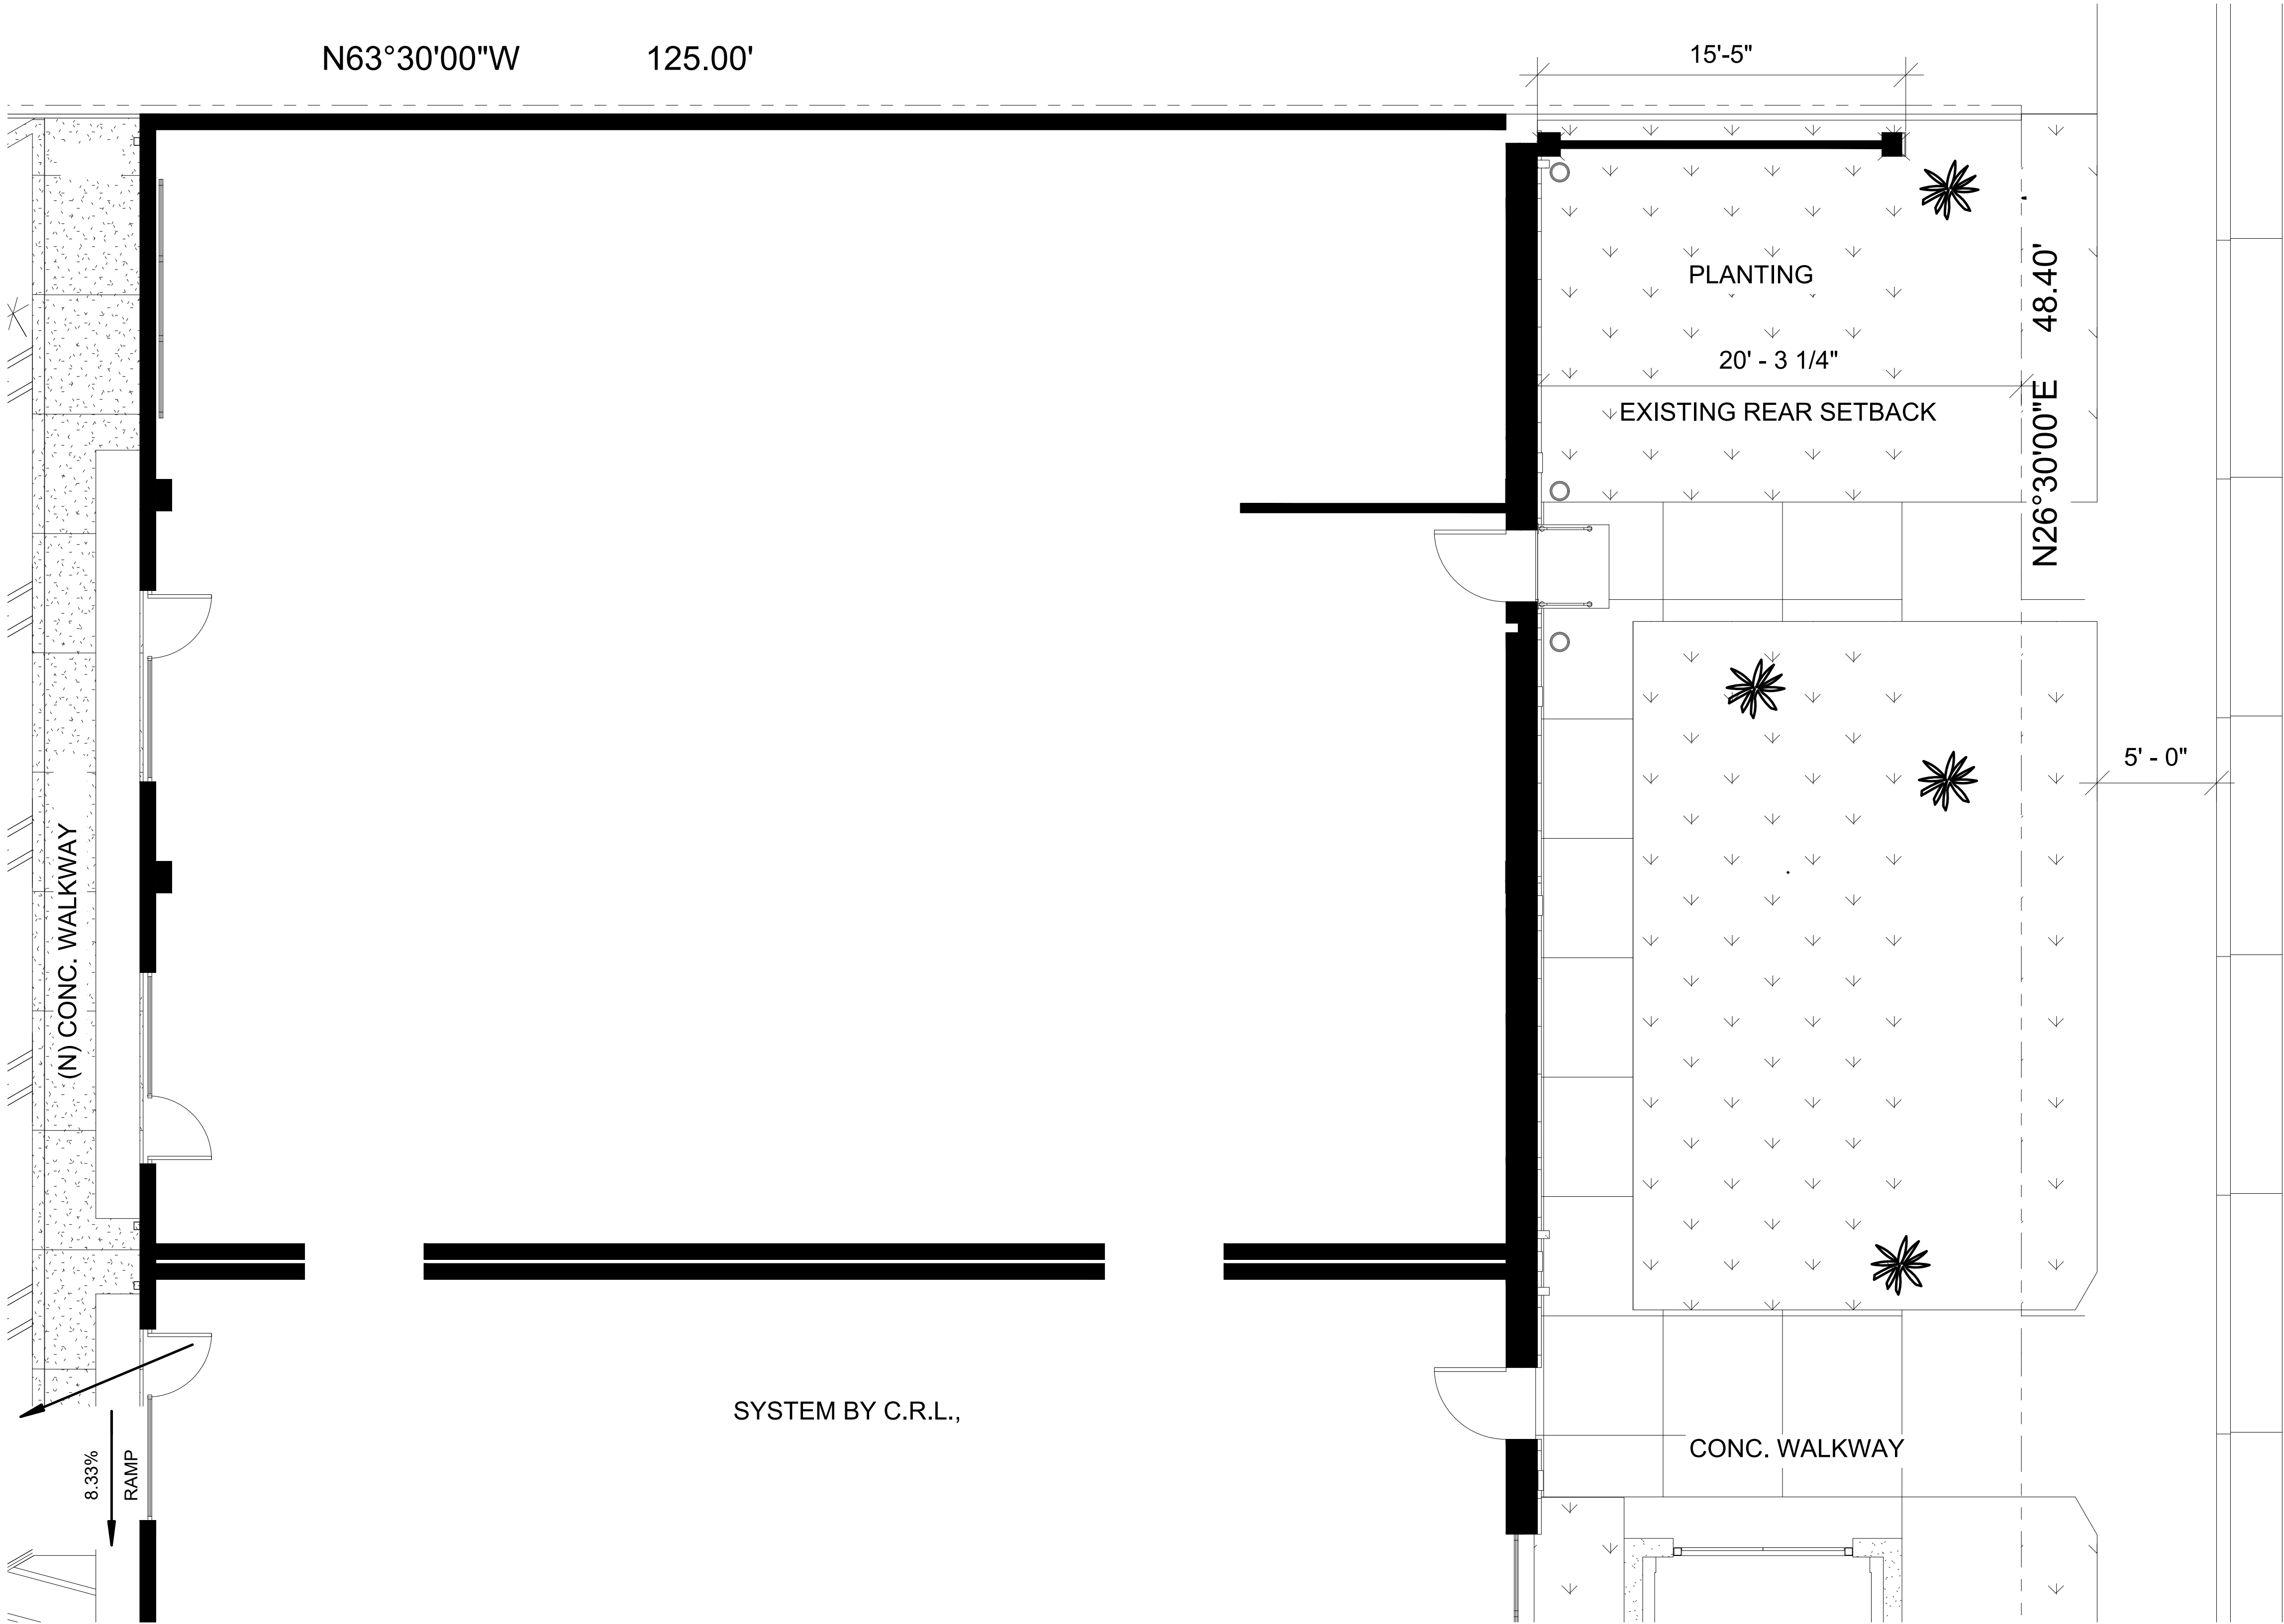 N63°30'00"W 125.00'
15'-5"
PLANTING
20' - 3 1/4"
EXISTING REAR SETBACK
N26°30'00"E 48.40'
5' - 0"
(N) CONC. WALKWAY
SYSTEM BY C.R.L.,
CONC. WALKWAY
8.33%
RAMP